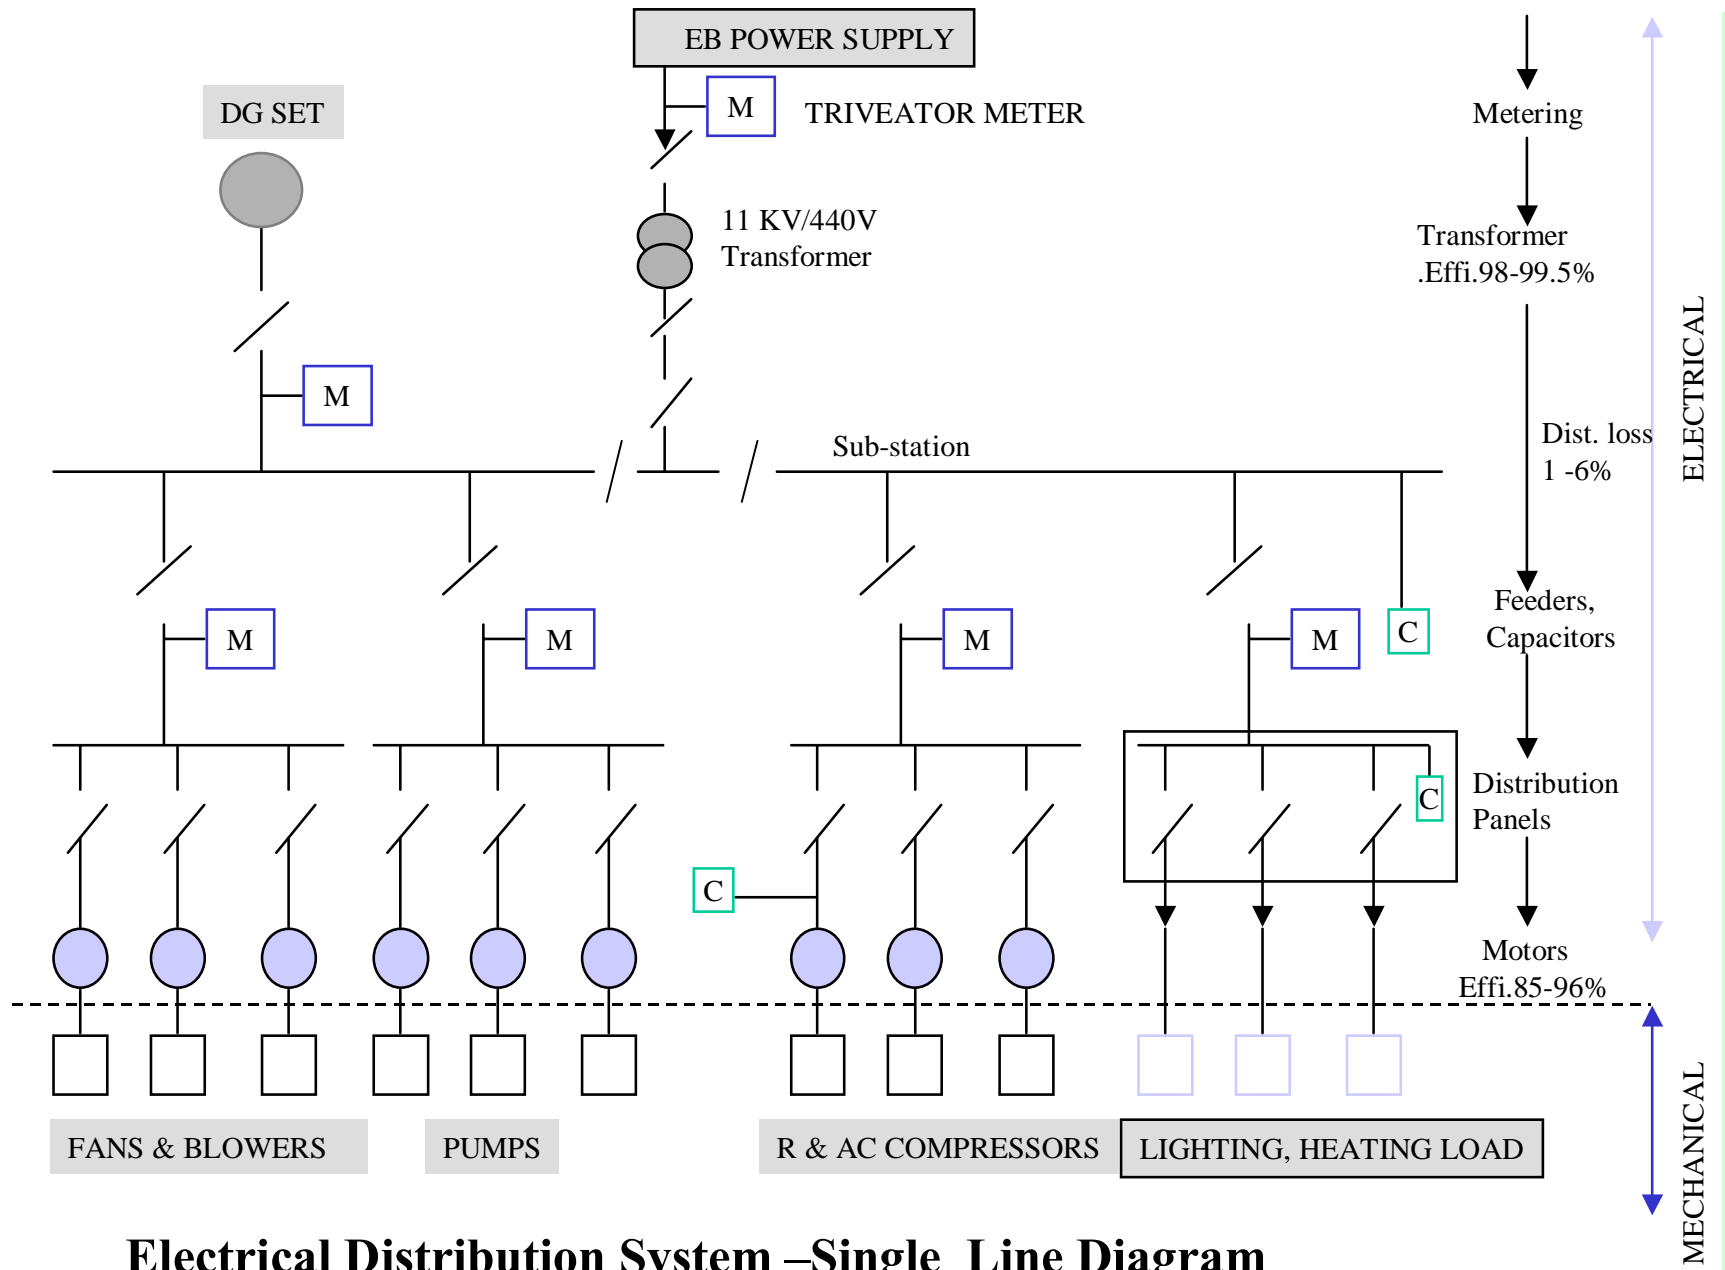 EB POWER SUPPLY
DG SET
M
TRIVEATOR METER
Metering
11 KV/440V
Transformer
Transformer
.Effi.98-99.5%
ELECTRICAL
M
Sub-station
Dist. loss
1 -6%
M
M
M
M
C
Feeders,
Capacitors
C
Distribution
Panels
C
Motors
Effi.85-96%
FANS & BLOWERS
PUMPS
R & AC COMPRESSORS
LIGHTING, HEATING LOAD
MECHANICAL
Electrical Distribution System –Single Line Diagram